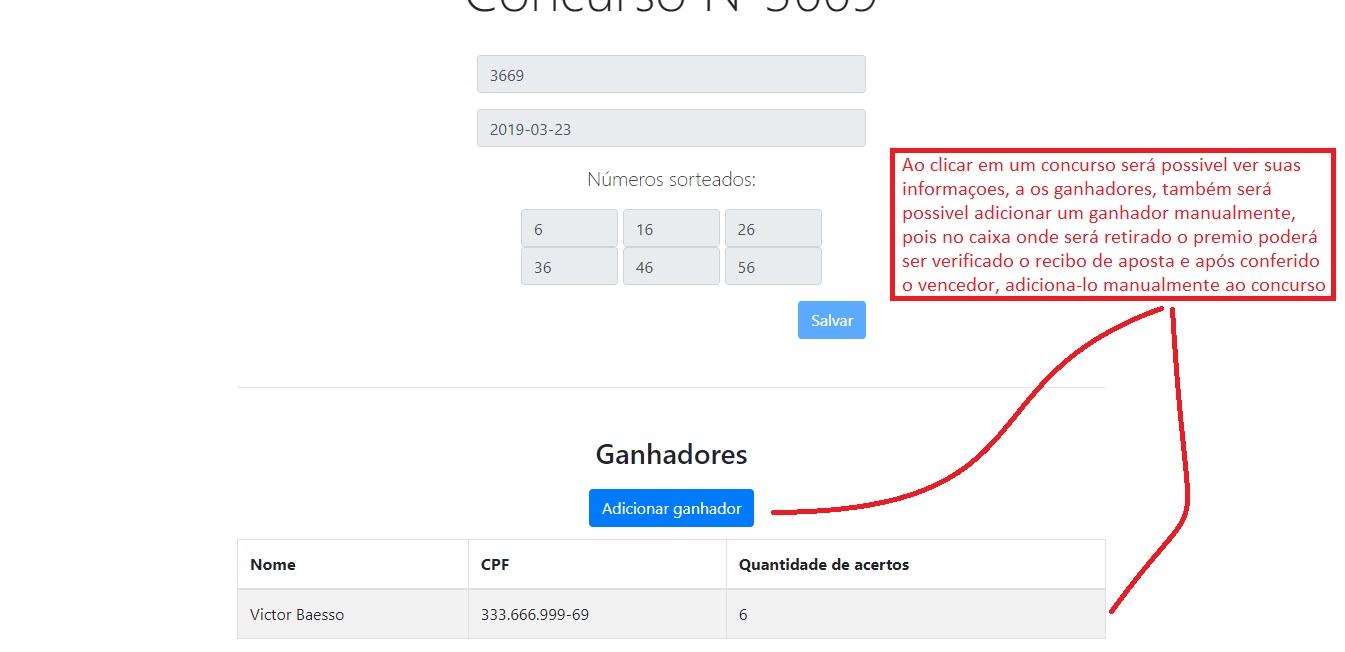 Concurso Nº3669
3669
2019-03-23
Números sorteados:
6 16 26
36 46 56
Salvar
Ao clicar em um concurso será possivel ver suas
informaçoes, a os ganhadores, também será
possivel adicionar um ganhador manualmente,
pois no caixa onde será retirado o premio poderá
ser verificado o recibo de aposta e após conferido
o vencedor, adiciona-lo manualmente ao concurso
Ganhadores
Adicionar ganhador
Nome CPF Quantidade de acertos
Victor Baesso 333.666.999-69 6